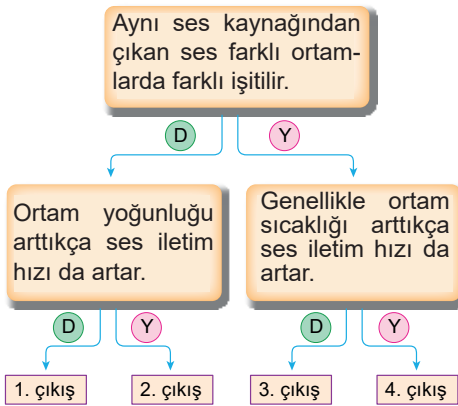 Aynı ses kaynağından
çıkan ses farklı ortam-
larda farklı işitilir.
D
Y
Ortam yoğunluğu
arttıkça ses iletim
hızı da artar.
Genellikle ortam
sıcaklığı arttıkça
ses iletim hızı da
artar.
D
Y
D
Y
1. çıkış
2. çıkış
3. çıkış
4. çıkış